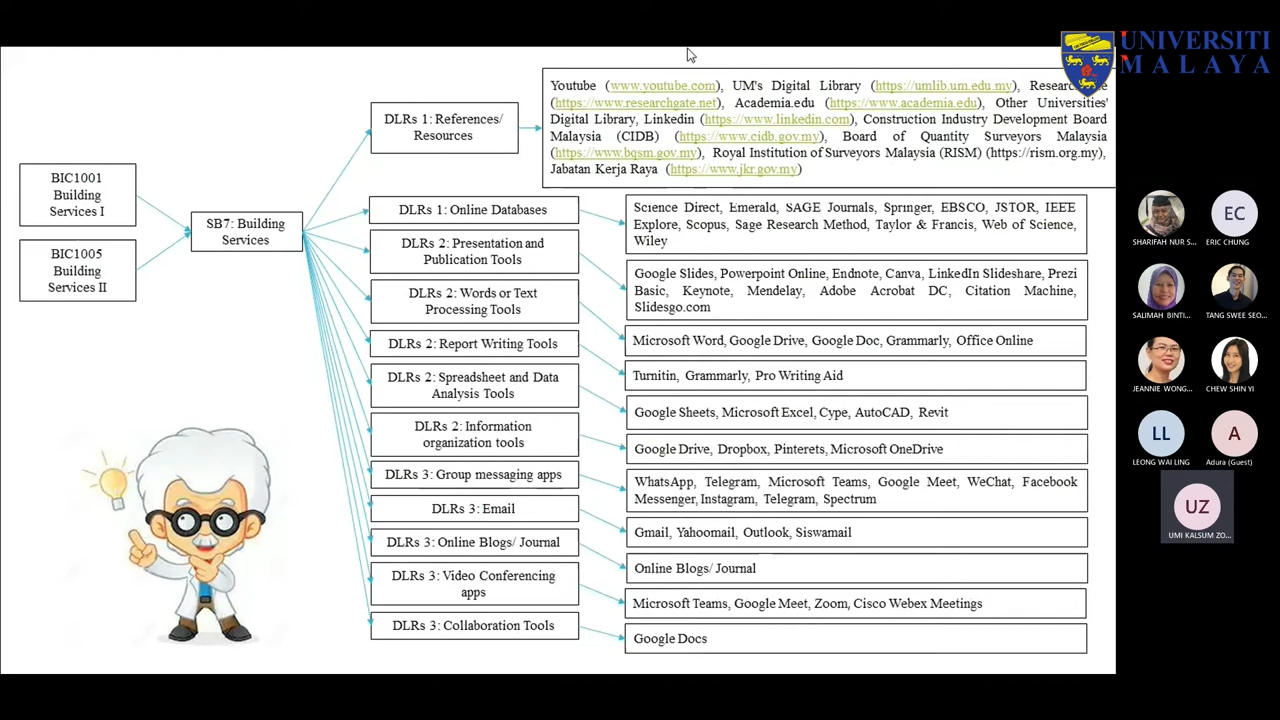 UNIVERSITI
MALAYA
Youtube (www.youtube.com), UM's Digital Library (https://umlib.um.edu.my),
(https://www.researchgate.net), Academia.edu (https://www.academia.edu), Other Universities'
Digital Library, Linkedin (https://www.linkedin.com), Construction Industry Development Board
Malaysia (CIDB) (https://www.cidb.gov.my), Board of Quantity Surveyors Malaysia
(https://www.bqsm.gov.my), Royal Institution of Surveyors Malaysia (RISM) (https://rism.org.my),
Jabatan Kerja Raya (https://www.jkr.gov.my)
DLRs 1: References/
Resources
BIC1001
Building
Services I
BIC1005
Building
Services II
SB7: Building
Services
DLRs 1: Online Databases
Science Direct, Emerald, SAGE Journals, Springer, EBSCO, JSTOR, IEEE
Explore, Scopus, Sage Research Method, Taylor & Francis, Web of Science,
Wiley
DLRs 2: Presentation and
Publication Tools
Google Slides, Powerpoint Online, Endnote, Canva, LinkedIn Slideshare, Prezi
Basic, Keynote, Mendelay, Adobe Acrobat DC, Citation Machine,
Slidesgo.com
DLRs 2: Words or Text
Processing Tools
Microsoft Word, Google Drive, Google Doc, Grammarly, Office Online
DLRs 2: Report Writing Tools
Turnitin, Grammarly, Pro Writing Aid
DLRs 2: Spreadsheet and Data
Analysis Tools
Google Sheets, Microsoft Excel, Cype, AutoCAD, Revit
DLRs 2: Information
organization tools
Google Drive, Dropbox, Pinterets, Microsoft OneDrive
DLRs 3: Group messaging apps
WhatsApp, Telegram, Microsoft Teams, Google Meet, WeChat, Facebook
Messenger, Instagram, Telegram, Spectrum
DLRs 3: Email
Gmail, Yahoomail, Outlook, Siswamail
DLRs 3: Online Blogs/ Journal
Online Blogs/ Journal
DLRs 3: Video Conferencing
apps
Microsoft Teams, Google Meet, Zoom, Cisco Webex Meetings
DLRs 3: Collaboration Tools
Google Docs
EC
SHARIFAH NUR S...
ERIC CHUNG
SALIMAH BINTI...
TANG SWEE SEO...
JEANNIE WONG...
CHEW SHIN YI
LL
A
LEONG WAI LING
Adura (Guest)
UZ
UMI KALSUM ZO...